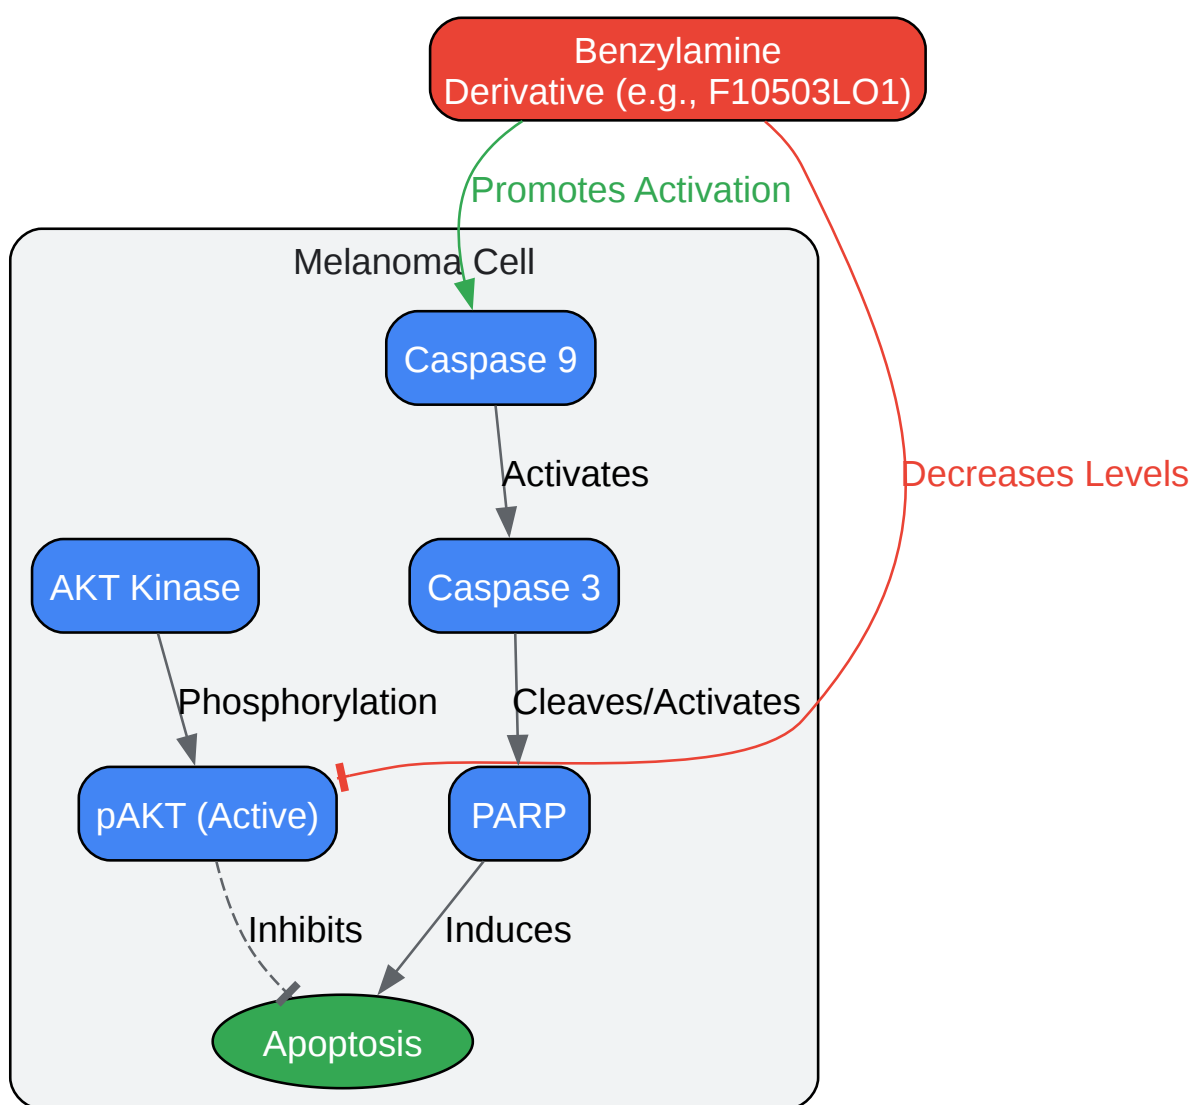 Benzylamine
Derivative (e.g., F10503LO1)
Promotes Activation
Melanoma Cell
Caspase 9
Activates
Decreases Levels
AKT Kinase
Caspase 3
Phosphorylation
Cleaves/Activates
pAKT (Active)
PARP
Inhibits
Induces
Apoptosis